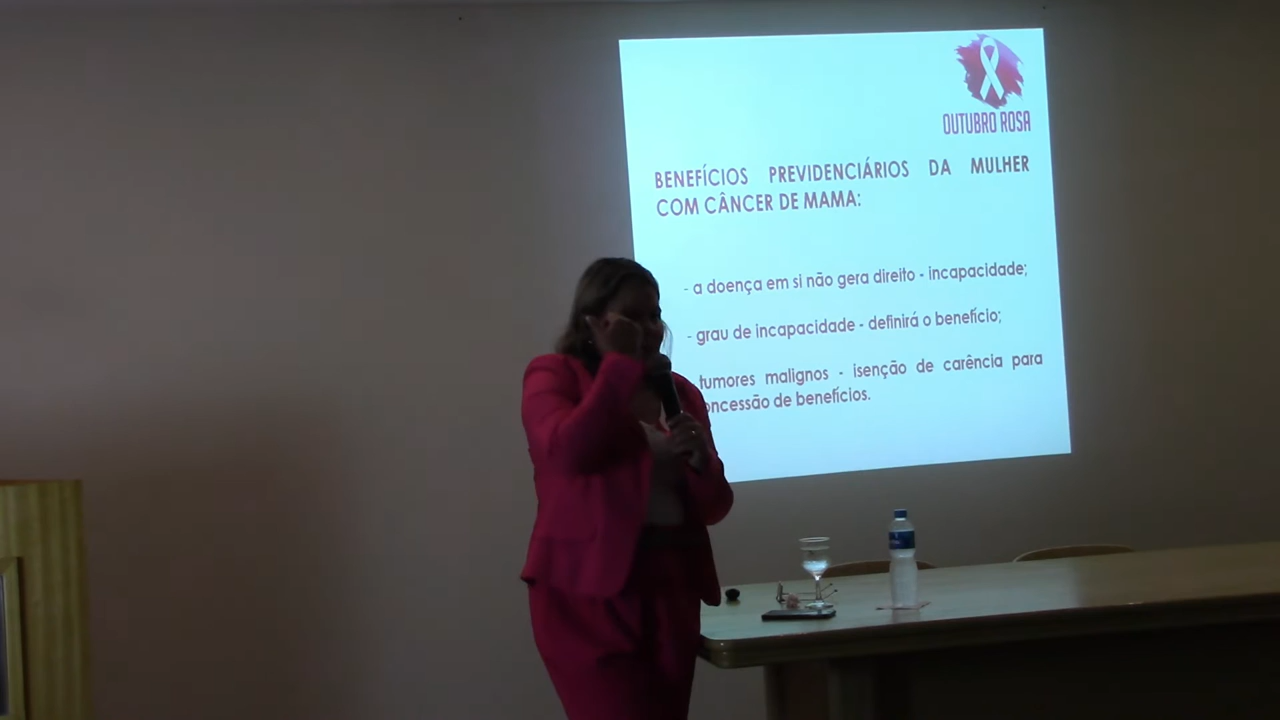 OUTUBRO ROSA
BENEFÍCIOS PREVIDENCIÁRIOS DA MULHER
COM CÂNCER DE MAMA:
- a doença em si não gera direito - incapacidade;
- grau de incapacidade - definirá o benefício;
tumores malignos - isenção de carência para
oncessão de benefícios.